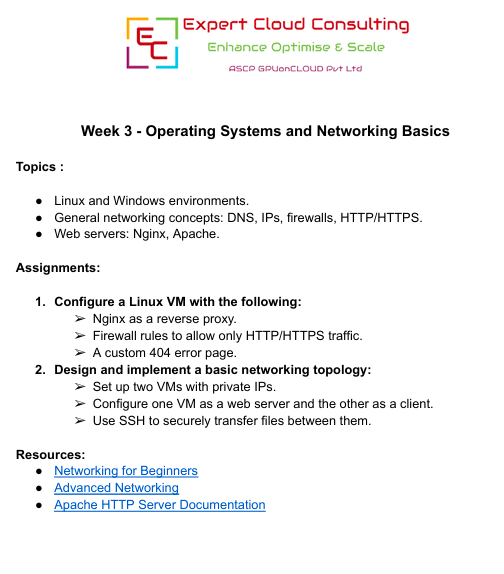 EC
Expert Cloud Consulting
Enhance Optimise & Scale
ASCP GPUonCLOUD Pvt Ltd
Week 3 - Operating Systems and Networking Basics
Topics :
● Linux and Windows environments.
● General networking concepts: DNS, IPs, firewalls, HTTP/HTTPS.
● Web servers: Nginx, Apache.
Assignments:
1. Configure a Linux VM with the following:
➢ Nginx as a reverse proxy.
➢ Firewall rules to allow only HTTP/HTTPS traffic.
➢ A custom 404 error page.
2. Design and implement a basic networking topology:
➢ Set up two VMs with private IPs.
➢ Configure one VM as a web server and the other as a client.
➢ Use SSH to securely transfer files between them.
Resources:
● Networking for Beginners
● Advanced Networking
● Apache HTTP Server Documentation